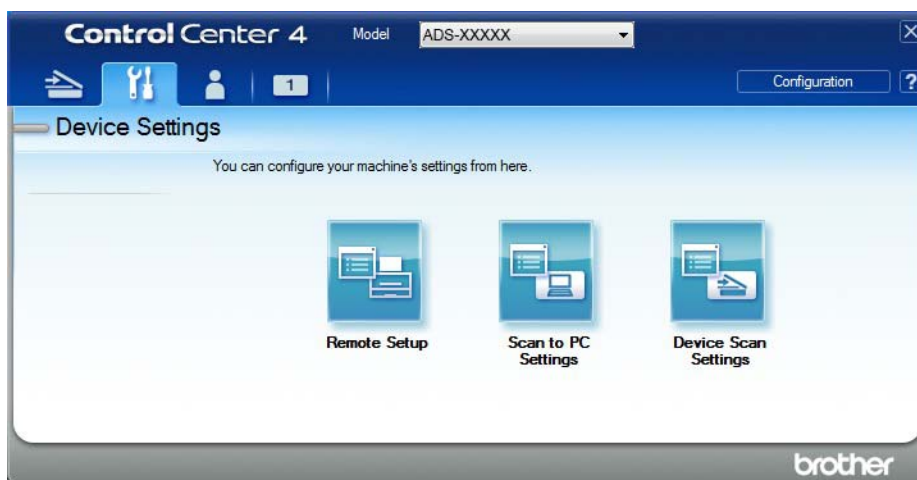 Control Center 4
Model
ADS-XXXXX
X
1
Configuration
?
Device Settings
You can configure your machine's settings from here.
Remote Setup
Scan to PC
Settings
Device Scan
Settings
brother